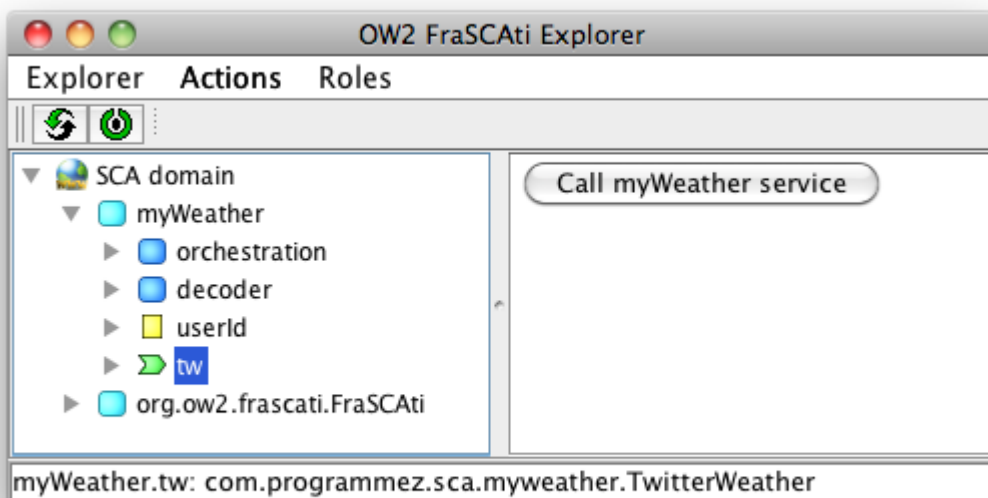 OW2 FraSCAti Explorer
Explorer Actions Roles
SCA domain
myWeather
orchestration
decoder
userId
tw
org.ow2.frascati.FraSCAti
Call myWeather service
myWeather.tw: com.programmez.sca.myweather.TwitterWeather